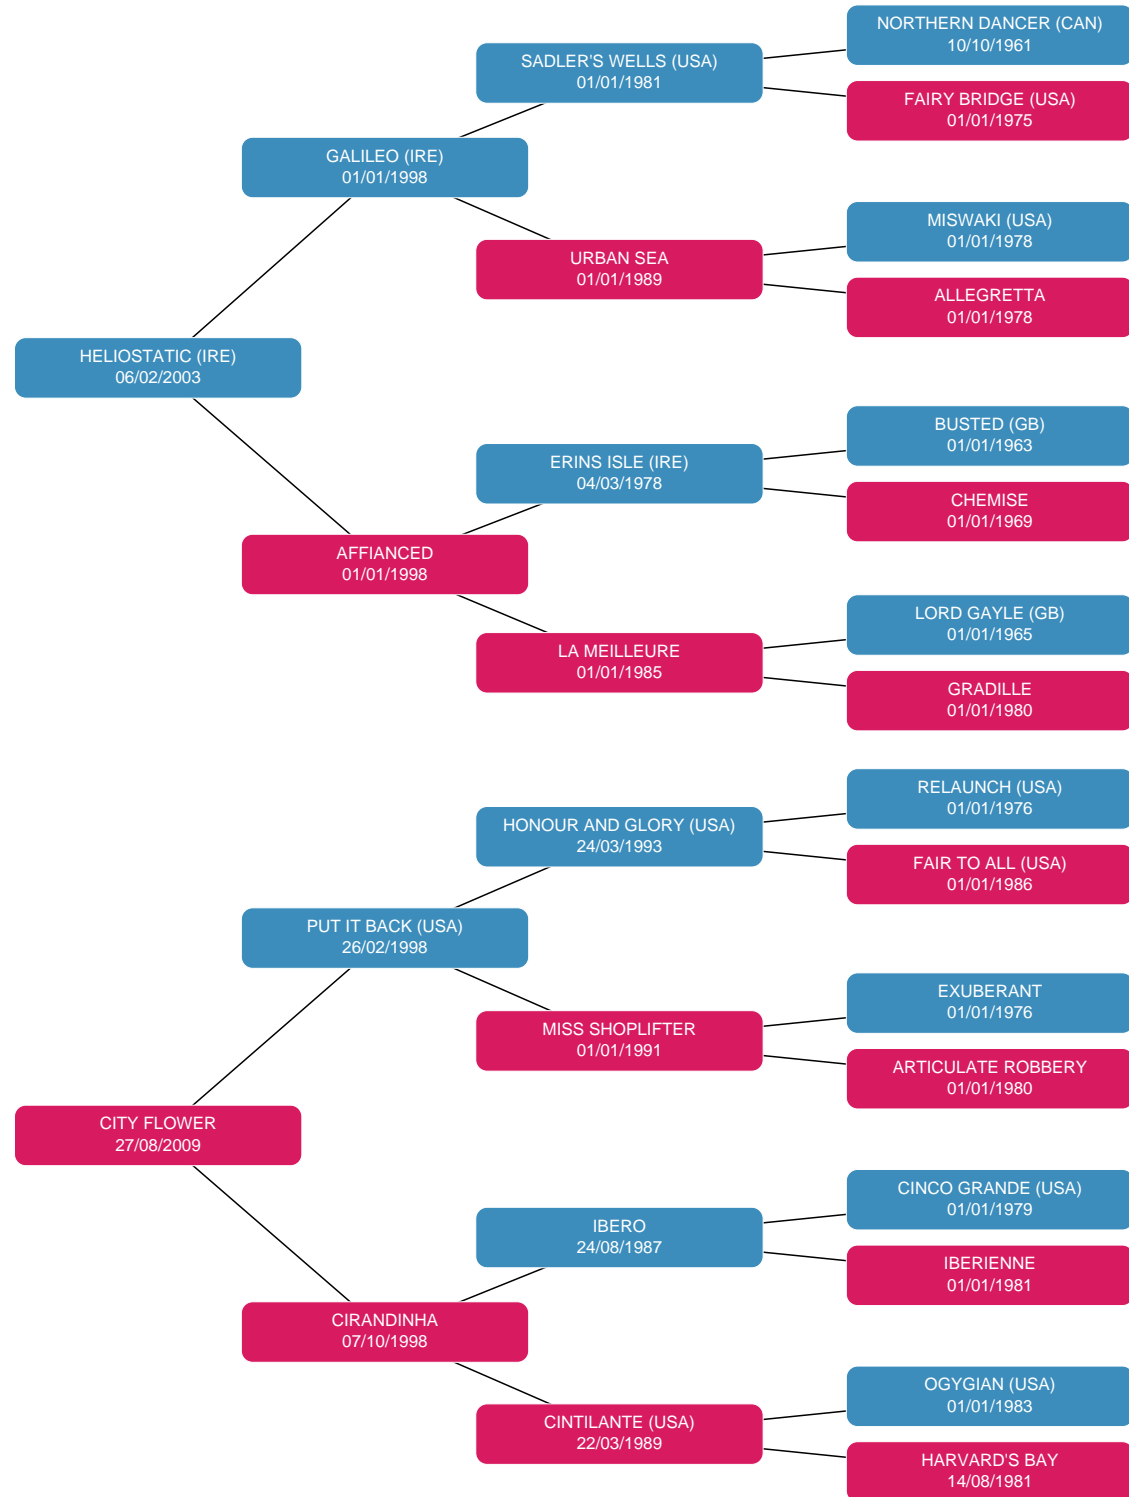 NORTHERN DANCER (CAN)
10/10/1961
SADLER'S WELLS (USA)
01/01/1981
FAIRY BRIDGE (USA)
01/01/1975
GALILEO (IRE)
01/01/1998
MISWAKI (USA)
01/01/1978
URBAN SEA
01/01/1989
ALLEGRETTA
01/01/1978
HELIOSTATIC (IRE)
06/02/2003
BUSTED (GB)
01/01/1963
ERINS ISLE (IRE)
04/03/1978
CHEMISE
01/01/1969
AFFIANCED
01/01/1998
LORD GAYLE (GB)
01/01/1965
LA MEILLEURE
01/01/1985
GRADILLE
01/01/1980
RELAUNCH (USA)
01/01/1976
HONOUR AND GLORY (USA)
24/03/1993
FAIR TO ALL (USA)
01/01/1986
PUT IT BACK (USA)
26/02/1998
EXUBERANT
01/01/1976
MISS SHOPLIFTER
01/01/1991
ARTICULATE ROBBERY
01/01/1980
CITY FLOWER
27/08/2009
CINCO GRANDE (USA)
01/01/1979
IBERO
24/08/1987
IBERIENNE
01/01/1981
CIRANDINHA
07/10/1998
OGYGIAN (USA)
01/01/1983
CINTILANTE (USA)
22/03/1989
HARVARD'S BAY
14/08/1981